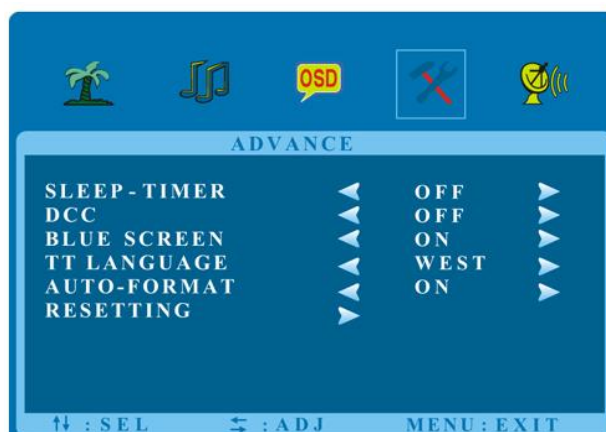 OSD
ADVANCE
SLEEP-TIMER OFF
DCC OFF
BLUE SCREEN ON
TT LANGUAGE WEST
AUTO-FORMAT ON
RESETTING
: SEL : ADJ MENU : EXIT